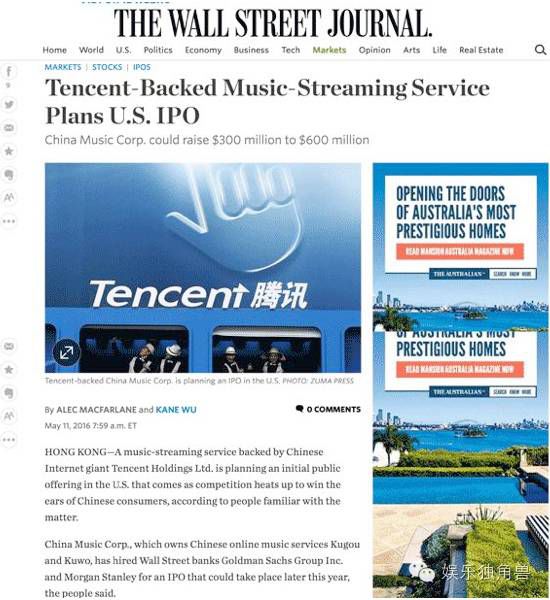 THE WALL STREET JOURNAL.
Home World U.S. Politics Economy Business Tech Markets Opinion Arts Life Real Estate
MARKETS | STOCKS | IPOS
Tencent-Backed Music-Streaming Service
Plans U.S. IPO
China Music Corp. could raise $300 million to $600 million
Tencent 腾讯
Tencent-backed China Music Corp. is planning an IPO in the U.S. PHOTO: ZUMA PRESS
By ALEC MACFARLANE and KANE WU
0 COMMENTS
May 11, 2016 7:59 a.m. ET
HONG KONG—A music-streaming service backed by Chinese
Internet giant Tencent Holdings Ltd. is planning an initial public
offering in the U.S. that comes as competition heats up to win the
ears of Chinese consumers, according to people familiar with the
matter.
China Music Corp., which owns Chinese online music services Kugou
and Kuwo, has hired Wall Street banks Goldman Sachs Group Inc.
and Morgan Stanley for an IPO that could take place later this year,
the people said.
OPENING THE DOORS
OF AUSTRALIA'S MOST
PRESTIGIOUS HOMES
READ MANSION AUSTRALIA MAGAZINE NOW
THE AUSTRALIAN
SEARCH KNOW MORE
OF AUSTRALIA'S MOST
PRESTIGIOUS HOMES
READ MANSION AUSTRALIA MAGAZINE NOW
THE AUSTRALIAN
SEARCH KNOW MORE
娱乐独角兽